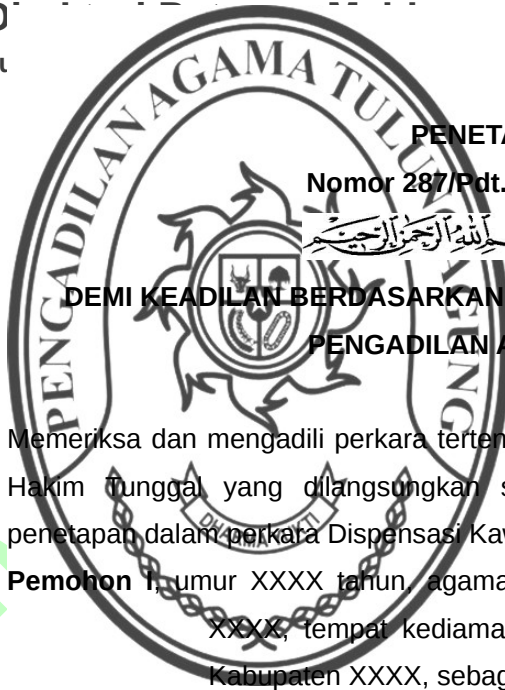 PENGADILAN AGAMA TULUNGAGUNG
PENETA
Nomor 287/Pdt.
DEMI KEADILAN BERDASARKAN
PENGADILAN A
Memeriksa dan mengadili perkara terten
Hakim Tunggal yang dilangsungkan s
penetapan dalam perkara Dispensasi Kaw
Pemohon I, umur XXXX tahun, agama
XXXX, tempat kediama
Kabupaten XXXX, sebag